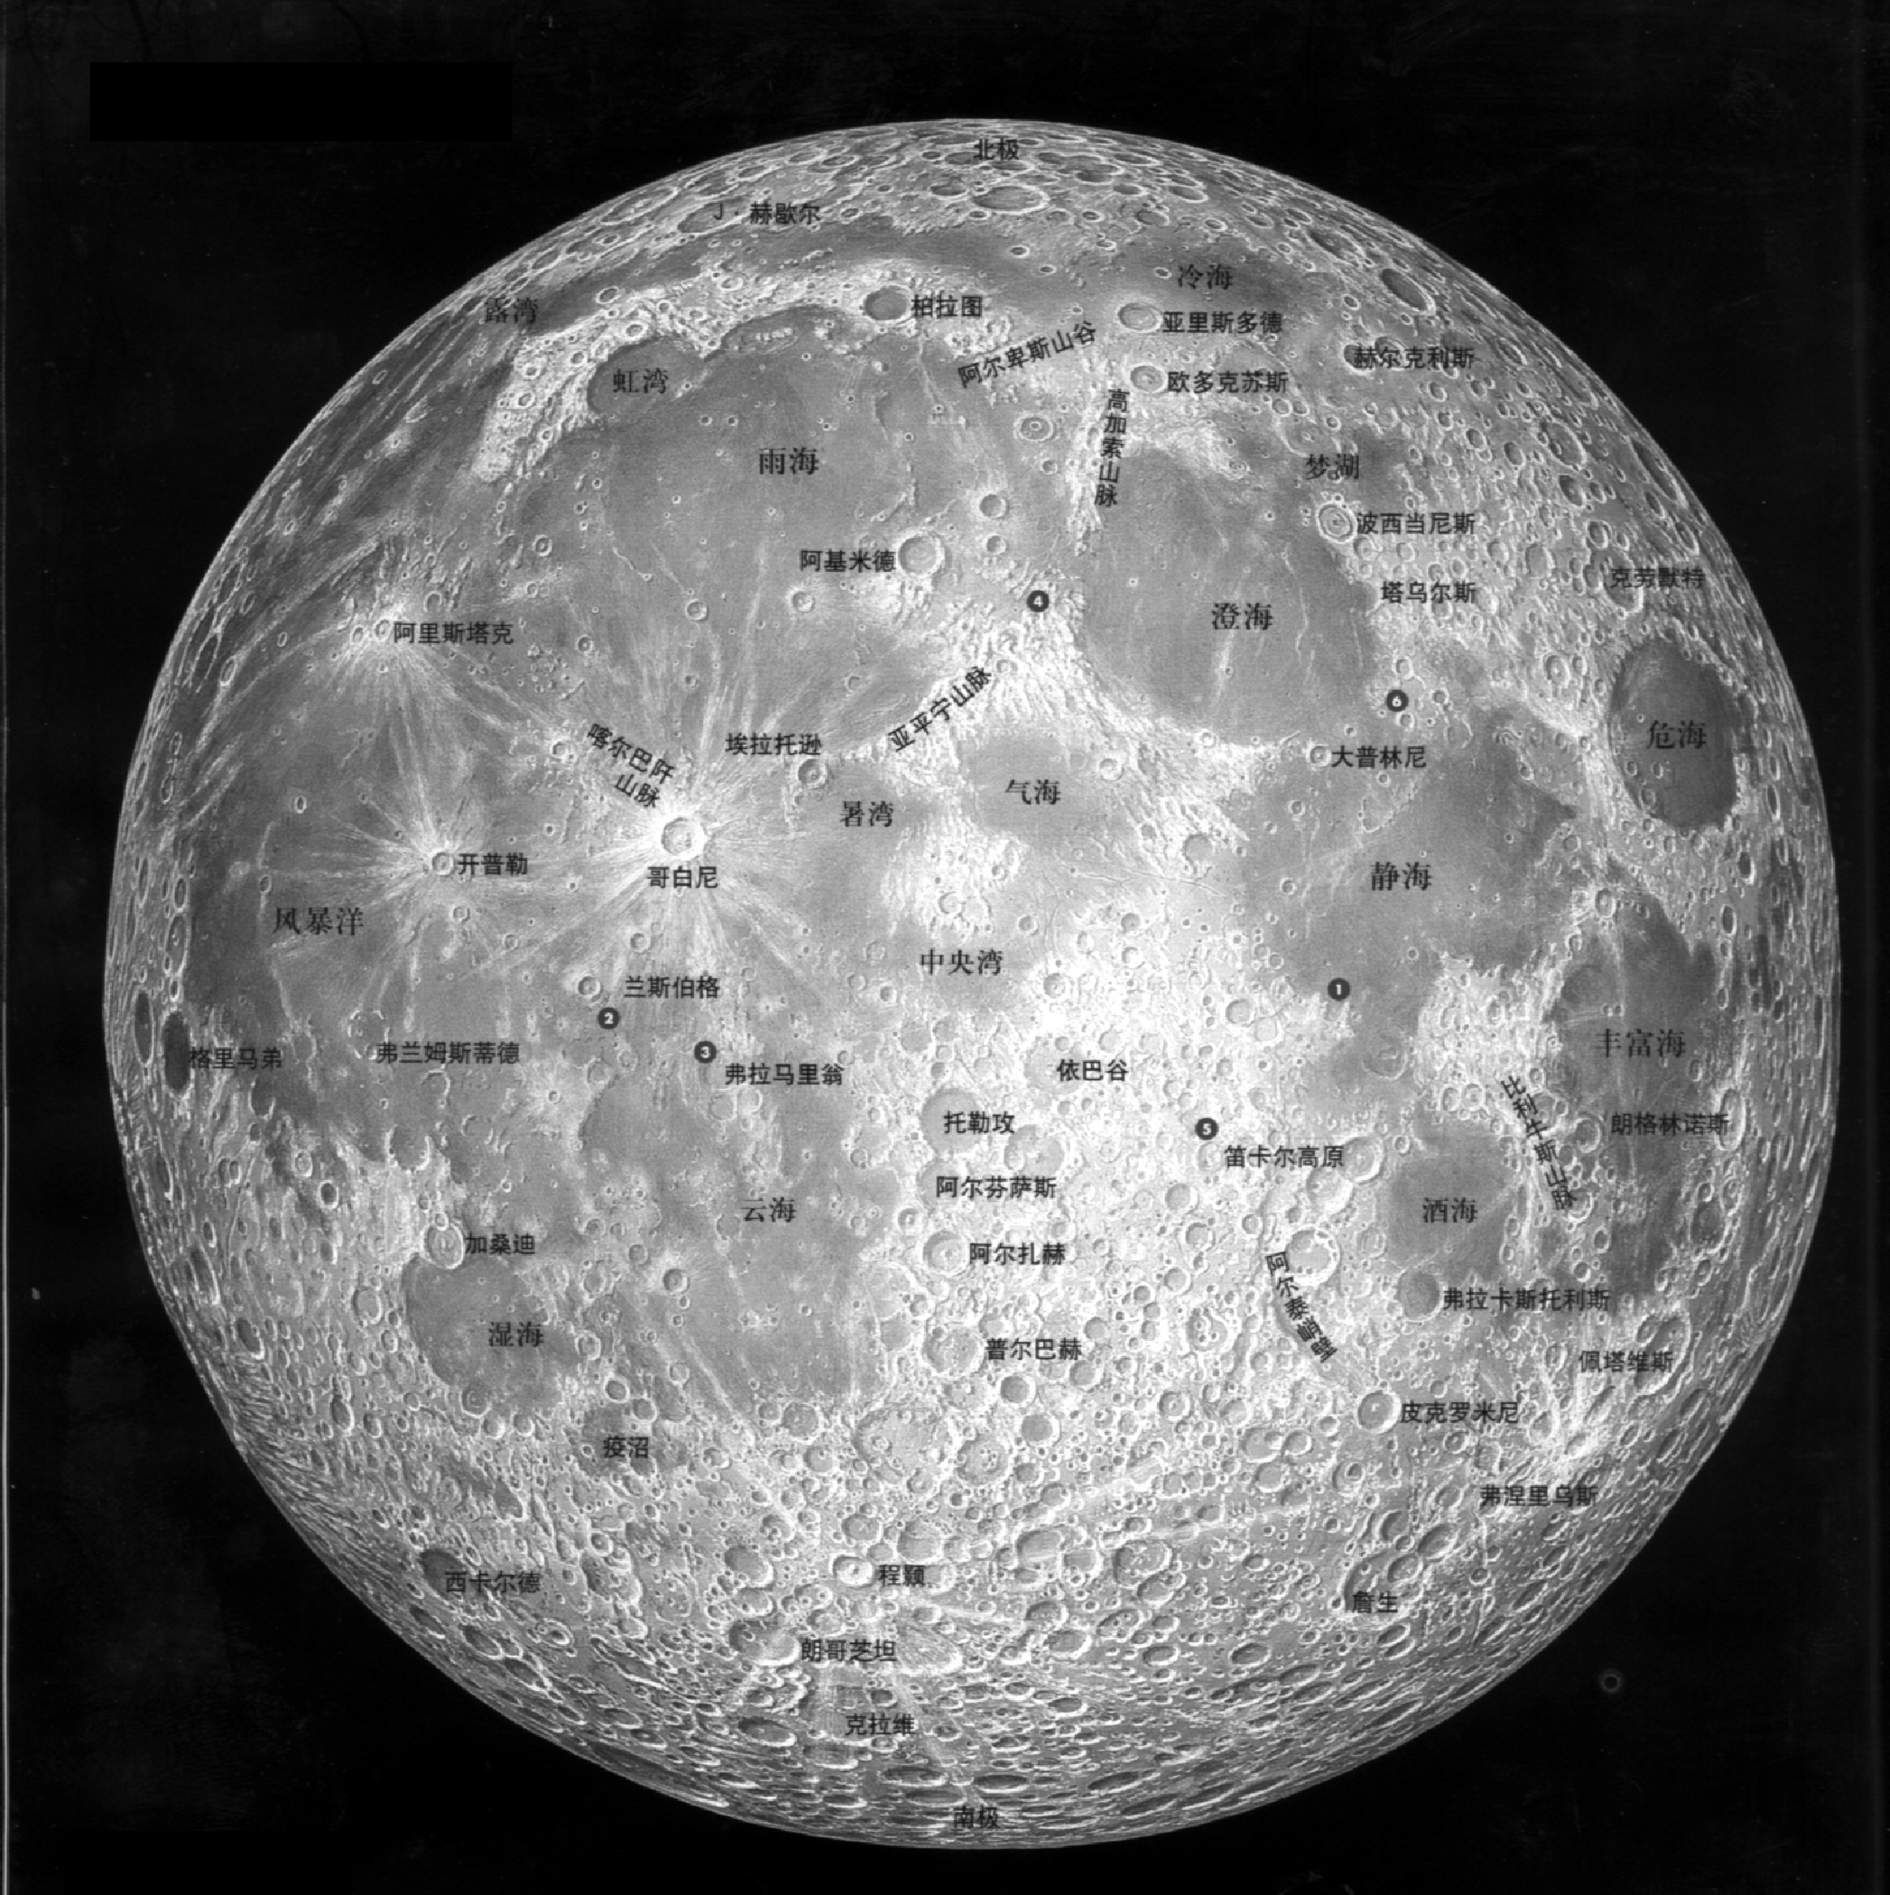 北极
J·赫歇尔
冷海
露湾
柏拉图
亚里斯多德
阿尔卑斯山谷
赫尔克利斯
虹湾
欧多克苏斯
高加索山脉
雨海
梦湖
波西当尼斯
阿基米德
克劳默特
塔乌尔斯
4
澄海
阿里斯塔克
亚平宁山脉
6
危海
埃拉托逊
喀尔巴阡
山脉
大普林尼
气海
暑湾
开普勒
哥白尼
静海
风暴洋
中央湾
兰斯伯格
1
2
丰富海
格里马弟
弗兰姆斯蒂德
3
弗拉马里翁
依巴谷
比利牛斯山脉
托勒攻
5
朗格林诺斯
笛卡尔高原
阿尔芬萨斯
云海
酒海
加桑迪
阿尔扎赫
阿尔泰峭壁
弗拉卡斯托利斯
湿海
普尔巴赫
佩塔维斯
皮克罗米尼
疫沼
弗涅里乌斯
西卡尔德
程颢
詹生
朗哥芝坦
克拉维
南极